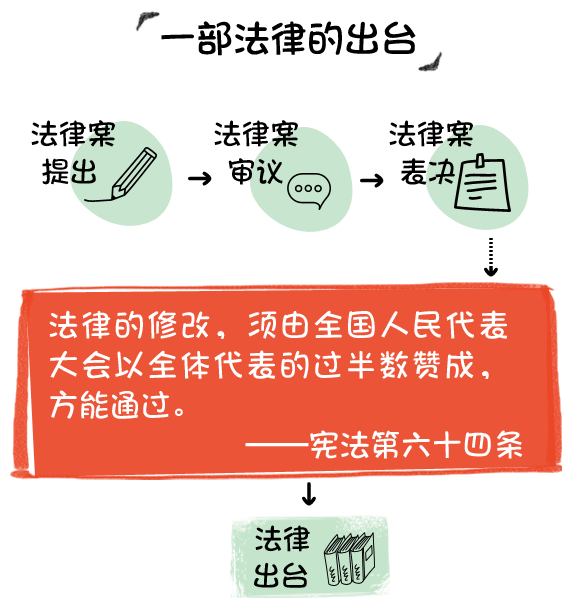 一部法律的出台
法律案
提出
法律案
审议
法律案
表决
法律的修改，须由全国人民代表
大会以全体代表的过半数赞成，
方能通过。
——宪法第六十四条
法律
出台